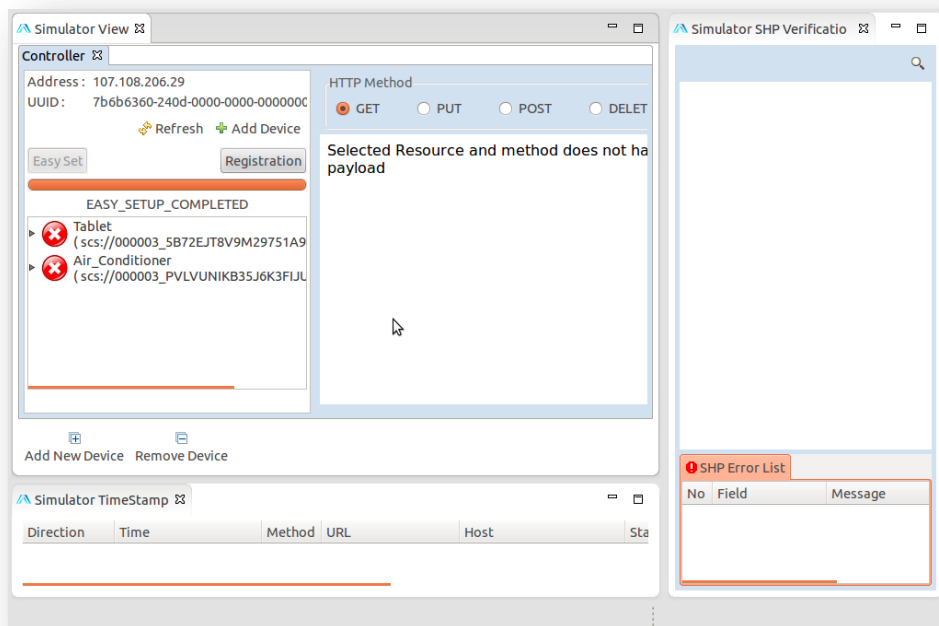 Simulator View
Controller
Address: 107.108.206.29
UUID: 7b6b6360-240d-0000-0000-0000000
Refresh Add Device
Easy Set Registration
EASY_SETUP_COMPLETED
Tablet
( scs://000003_5B72EJT8V9M29751A9
Air_Conditioner
( scs://000003_PVLVUNIKB35J6K3FIJU
HTTP Method
GET PUT POST DELET
Selected Resource and method does not ha
payload
Add New Device Remove Device
Simulator TimeStamp
Direction Time Method URL Host Sta
Simulator SHP Verificatio
SHP Error List
No Field Message